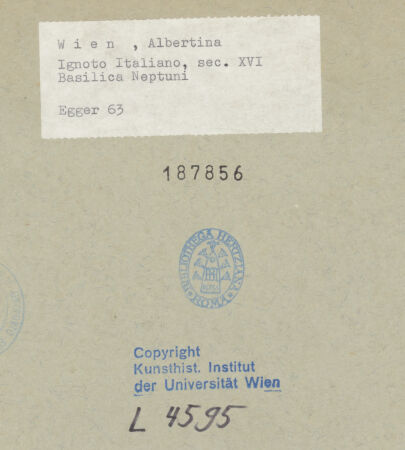 Wien, Albertina
Ignoto Italiano, sec. XVI
Basilica Neptuni
Egger 63
187856
BIBLIOTHECA HERTZIANA
ROMA
Copyright
Kunsthist. Institut
der Universität Wien
L 4595